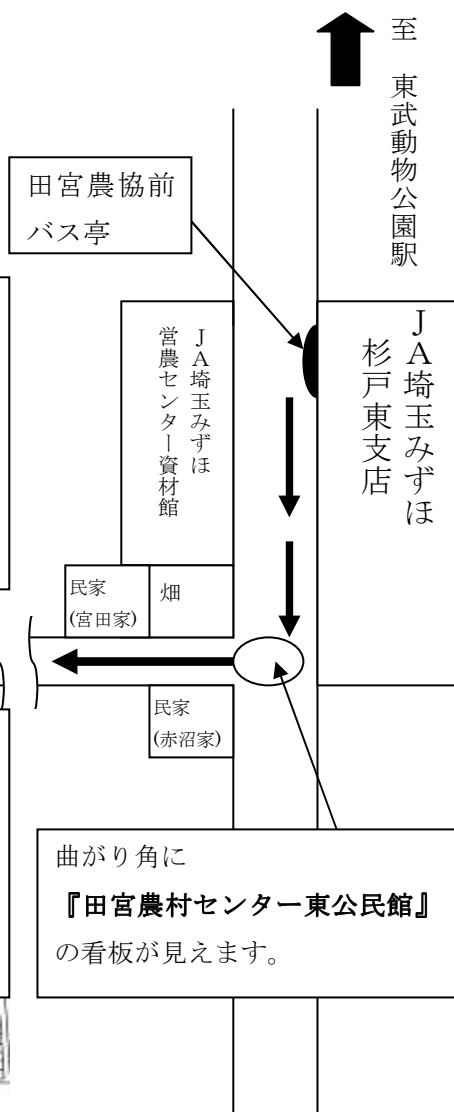 至　東武動物公園駅
田宮農協前
バス亭
ＪＡ埼玉みずほ
杉戸東支店
ＪＡ埼玉みずほ
営農センター資材館
民家
(宮田家)
畑
民家
(赤沼家)
曲がり角に
『田宮農村センター東公民館』
の看板が見えます。